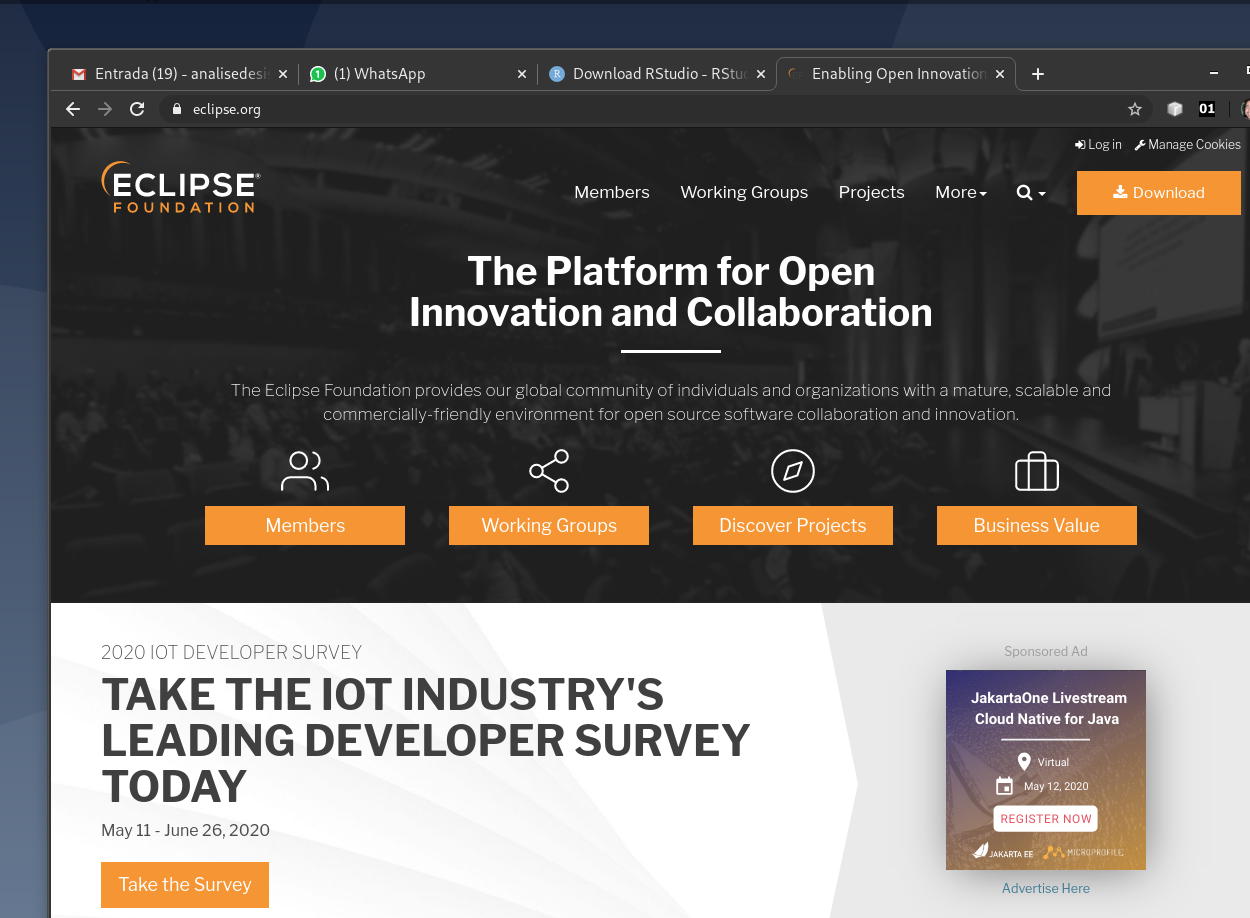 Entrada (19) - analisedesis
(1) WhatsApp
Download RStudio - RStud
Enabling Open Innovation
eclipse.org
01
Log in
Manage Cookies
ECLIPSE®
FOUNDATION
Members
Working Groups
Projects
More
Download
The Platform for Open
Innovation and Collaboration
The Eclipse Foundation provides our global community of individuals and organizations with a mature, scalable and
commercially-friendly environment for open source software collaboration and innovation.
Members
Working Groups
Discover Projects
Business Value
2020 IOT DEVELOPER SURVEY
TAKE THE IOT INDUSTRY'S
LEADING DEVELOPER SURVEY
TODAY
May 11 - June 26, 2020
Take the Survey
Sponsored Ad
JakartaOne Livestream
Cloud Native for Java
Virtual
May 12, 2020
REGISTER NOW
JAKARTA EE
MICROPROFILE
Advertise Here